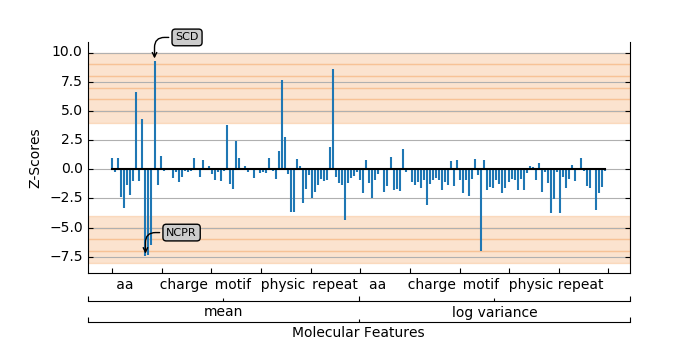 SCD
10.0
7.5
5.0
2.5
0.0
−2.5
−5.0
−7.5
Z-Scores
NCPR
aa charge motif physic repeat aa charge motif physic repeat
mean log variance
Molecular Features